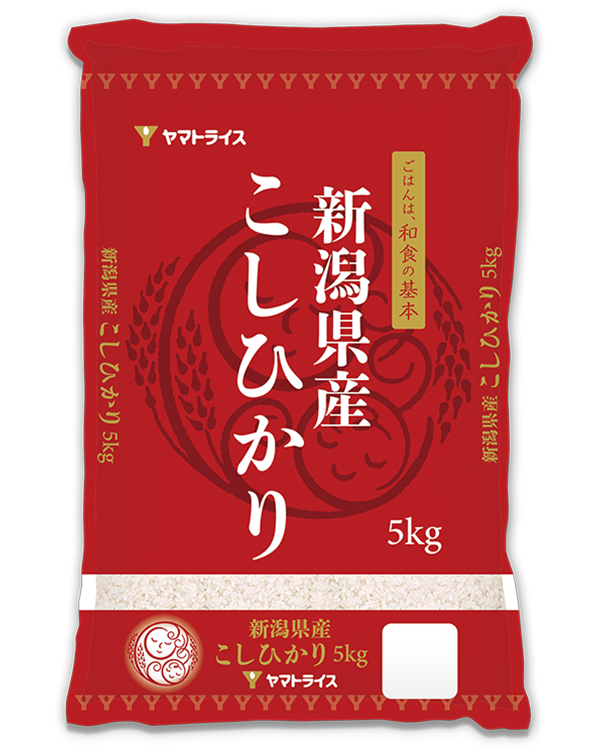 ヤマトライス
ごはんは、和食の基本
新潟県産
こしひかり
新潟県産 こしひかり 5kg
新潟県産 こしひかり 5kg
5kg
新潟県産
こしひかり 5kg
ヤマトライス